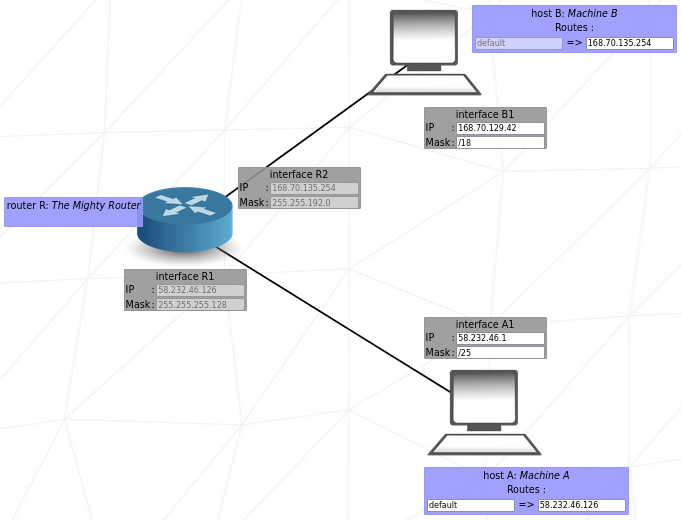 host B: Machine B
Routes :
default => 168.70.135.254
interface B1
IP : 168.70.129.42
Mask: /18
interface R2
IP : 168.70.135.254
Mask: 255.255.192.0
router R: The Mighty Router
interface R1
IP : 58.232.46.126
Mask: 255.255.255.128
interface A1
IP : 58.232.46.1
Mask: /25
host A: Machine A
Routes :
default => 58.232.46.126